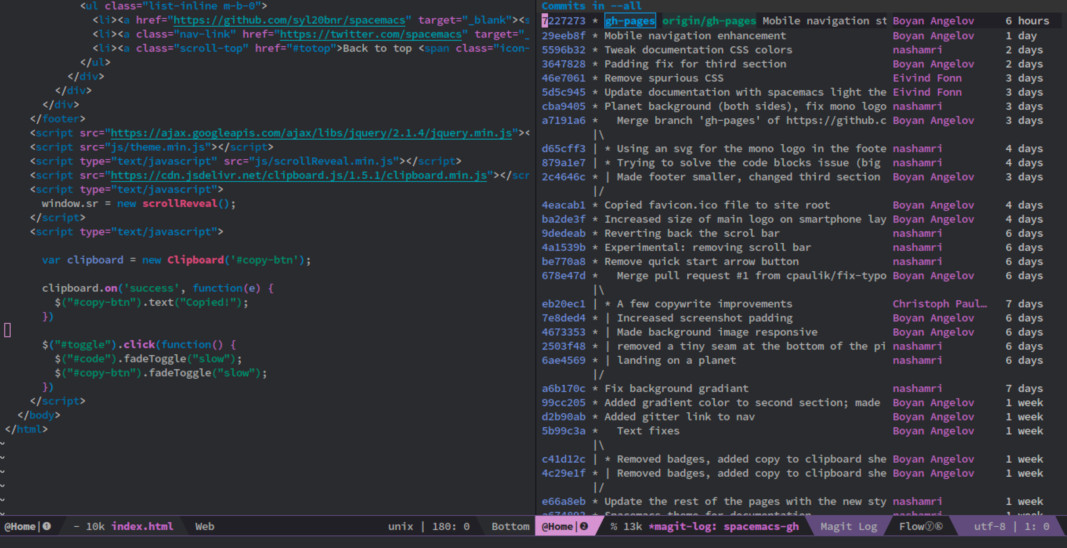 <ul class="list-inline m-b-0">
<li><a href="https://github.com/syl20bnr/spacemacs" target="_blank"><s
<li><a class="nav-link" href="https://twitter.com/spacemacs" target="_
<li><a class="scroll-top" href="#totop">Back to top <span class="icon-
</ul>
</div>
</div>
</div>
</footer>
<script src="https://ajax.googleapis.com/ajax/libs/jquery/2.1.4/jquery.min.js"><
<script src="js/theme.min.js"></script>
<script type="text/javascript" src="js/scrollReveal.min.js"></script>
<script src="https://cdn.jsdelivr.net/clipboard.js/1.5.1/clipboard.min.js"></scr
<script type="text/javascript">
window.sr = new scrollReveal();
</script>
<script type="text/javascript">
var clipboard = new Clipboard('#copy-btn');
clipboard.on('success', function(e) {
$("#copy-btn").text("Copied!");
})
$("#toggle").click(function() {
$("#code").fadeToggle("slow");
$("#copy-btn").fadeToggle("slow");
})
</script>
</body>
</html>
~
~
~
~
~
@Home|❶ - 10k index.html Web unix | 180: 0 Bottom
Commits in --all
7227273 * gh-pages origin/gh-pages Mobile navigation st Boyan Angelov 6 hours
29eeb8f * Mobile navigation enhancement Boyan Angelov 1 day
5596b32 * Tweak documentation CSS colors nashamri 2 days
3647828 * Padding fix for third section Boyan Angelov 2 days
46e7061 * Remove spurious CSS Eivind Fonn 3 days
5d5c945 * Update documentation with spacemacs light the Eivind Fonn 3 days
cba9405 * Planet background (both sides), fix mono logo nashamri 3 days
a7191a6 * Merge branch 'gh-pages' of https://github.c Boyan Angelov 3 days
|\
d65cff3 | * Using an svg for the mono logo in the foote nashamri 4 days
879a1e7 | * Trying to solve the code blocks issue (big nashamri 4 days
2c4646c * | Made footer smaller, changed third section Boyan Angelov 3 days
|/
4eacab1 * Copied favicon.ico file to site root Boyan Angelov 4 days
ba2de3f * Increased size of main logo on smartphone lay Boyan Angelov 4 days
9dedeab * Reverting back the scrol bar nashamri 5 days
4a1539b * Experimental: removing scroll bar nashamri 5 days
be770a8 * Remove quick start arrow button nashamri 6 days
678e47d * Merge pull request #1 from cpaulik/fix-typo Boyan Angelov 6 days
|\
eb20ec1 | * A few copywrite improvements Christoph Paul… 7 days
7e8ded4 * | Increased screenshot padding Boyan Angelov 6 days
4673353 * | Made background image responsive Boyan Angelov 6 days
2503f48 * | removed a tiny seam at the bottom of the pi nashamri 6 days
6ae4569 * | landing on a planet nashamri 6 days
|/
a6b170c * Fix background gradiant nashamri 7 days
99cc205 * Added gradient color to second section; made Boyan Angelov 1 week
d2b90ab * Added gitter link to nav Boyan Angelov 1 week
5b99c3a * Text fixes Boyan Angelov 1 week
|\
c41d12c | * Removed badges, added copy to clipboard she Boyan Angelov 1 week
4c29e1f * | Removed badges, added copy to clipboard she Boyan Angelov 1 week
|/
e66a8eb * Update the rest of the pages with the new sty nashamri 1 week
@Home|❷ % 13k *magit-log: spacemacs-gh Magit Log Flowⓨⓚ utf-8 | 1: 0